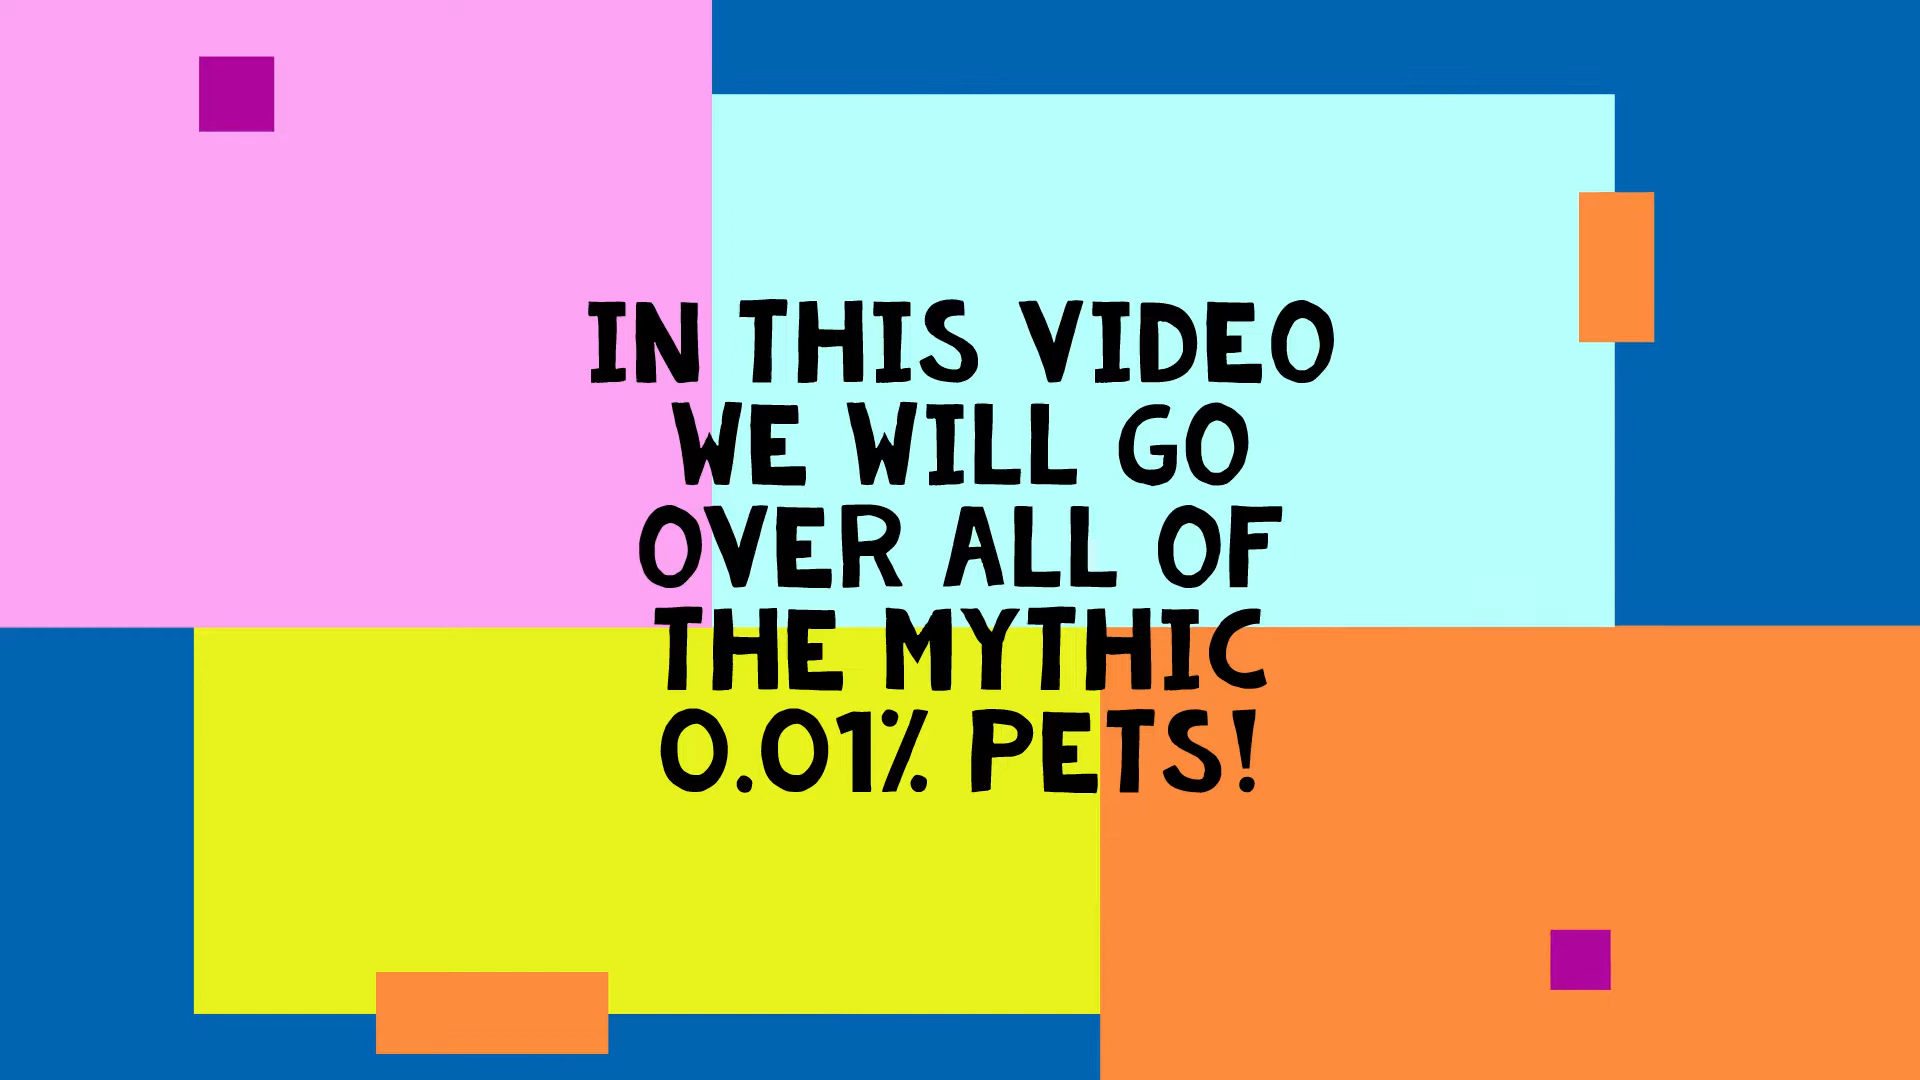 IN THIS VIDEO
WE WILL GO
OVER ALL OF
THE MYTHIC
0.01% PETS!